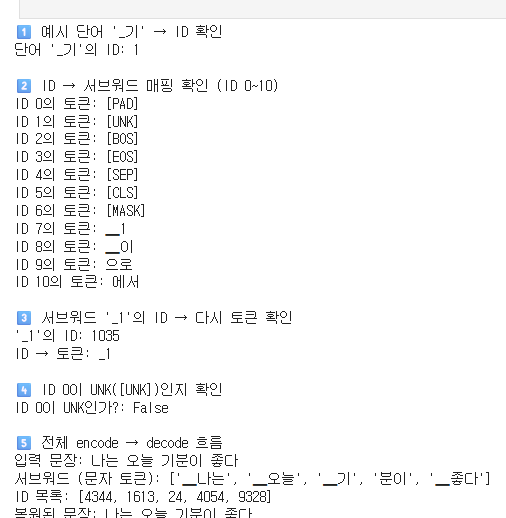 1 예시 단어 '_기' → ID 확인
단어 '_기'의 ID: 1
2 ID → 서브워드 매핑 확인 (ID 0~10)
ID 0의 토큰: [PAD]
ID 1의 토큰: [UNK]
ID 2의 토큰: [BOS]
ID 3의 토큰: [EOS]
ID 4의 토큰: [SEP]
ID 5의 토큰: [CLS]
ID 6의 토큰: [MASK]
ID 7의 토큰: ▁1
ID 8의 토큰: ▁이
ID 9의 토큰: 으로
ID 10의 토큰: 에서
3 서브워드 '_1'의 ID → 다시 토큰 확인
'_1'의 ID: 1035
ID → 토큰: _1
4 ID 0이 UNK([UNK])인지 확인
ID 0이 UNK인가?: False
5 전체 encode → decode 흐름
입력 문장: 나는 오늘 기분이 좋다
서브워드 (문자 토큰): ['▁나는', '▁오늘', '▁기', '분이', '▁좋다']
ID 목록: [4344, 1613, 24, 4054, 9328]
복원된 문장: 나는 오늘 기분이 좋다